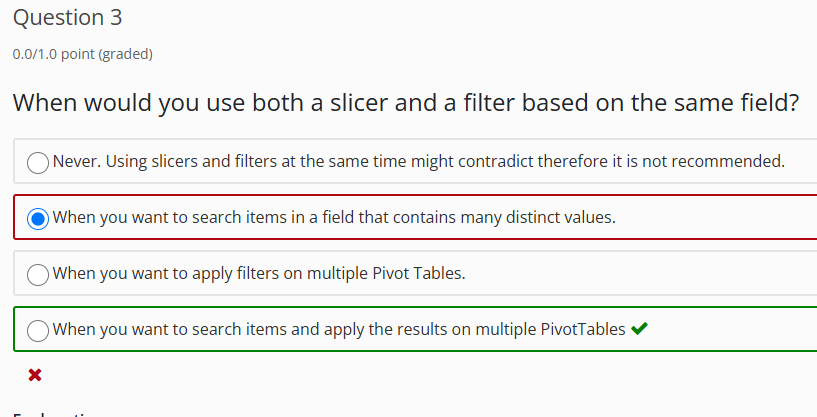 Question 3
0.0/1.0 point (graded)
When would you use both a slicer and a filter based on the same field?
Never. Using slicers and filters at the same time might contradict therefore it is not recommended.
When you want to search items in a field that contains many distinct values.
When you want to apply filters on multiple Pivot Tables.
When you want to search items and apply the results on multiple PivotTables